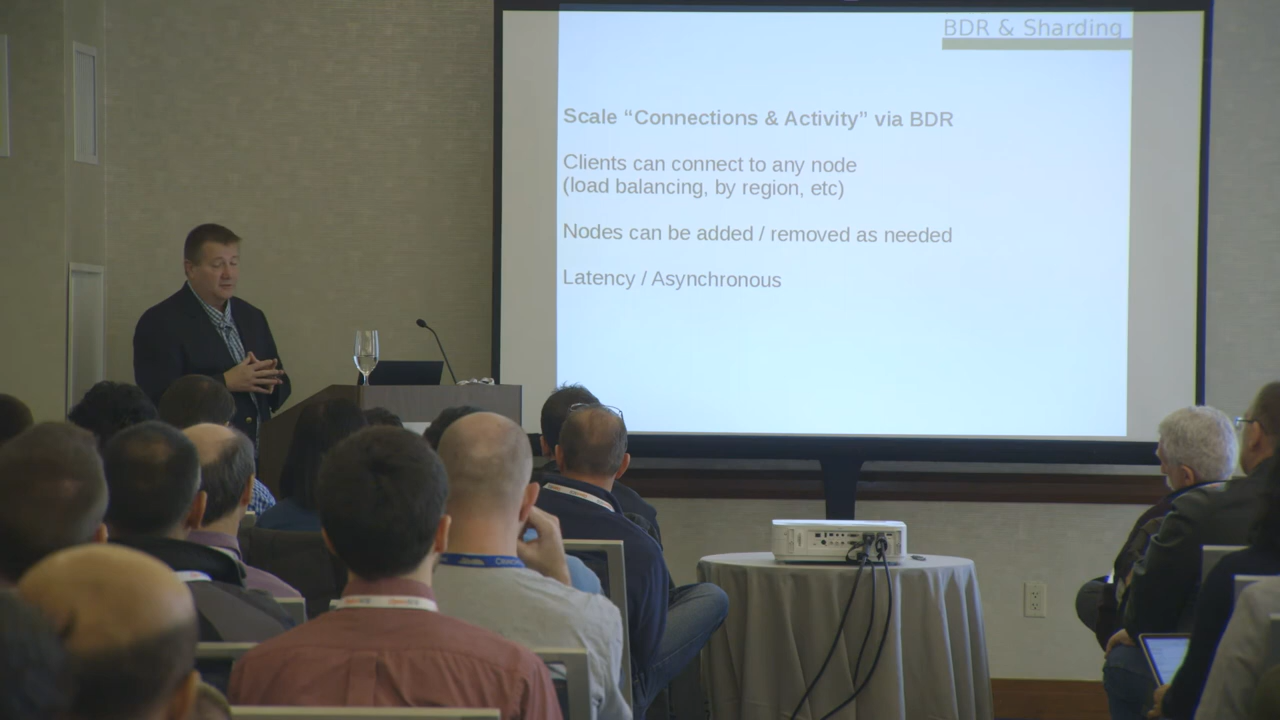 BDR & Sharding
Scale “Connections & Activity” via BDR
Clients can connect to any node
(load balancing, by region, etc)
Nodes can be added / removed as needed
Latency / Asynchronous